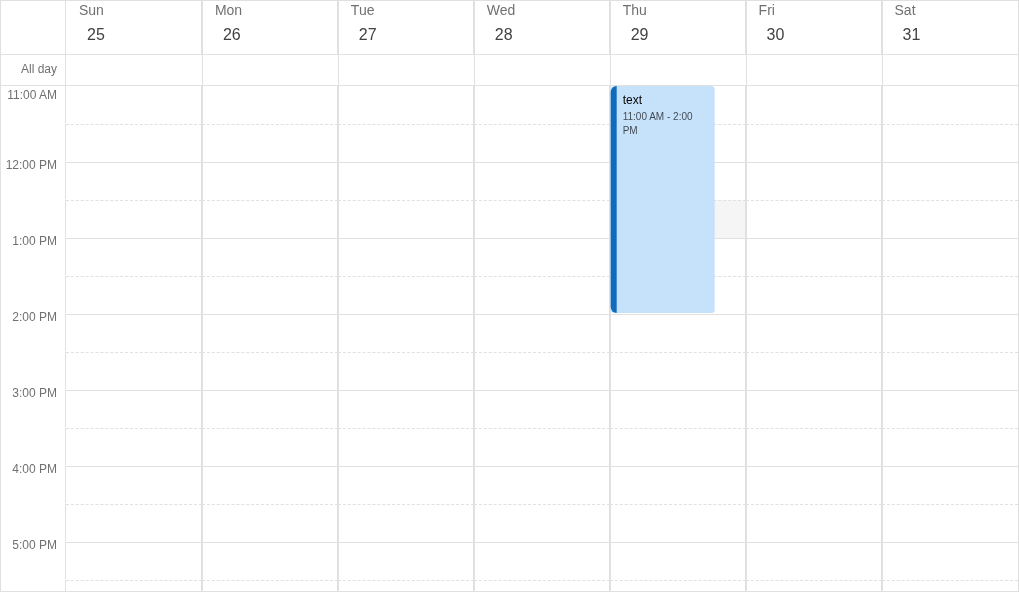 Sun Mon Tue Wed Thu Fri Sat
25 26 27 28 29 30 31
All day
11:00 AM
text
11:00 AM - 2:00
PM
12:00 PM
1:00 PM
2:00 PM
3:00 PM
4:00 PM
5:00 PM